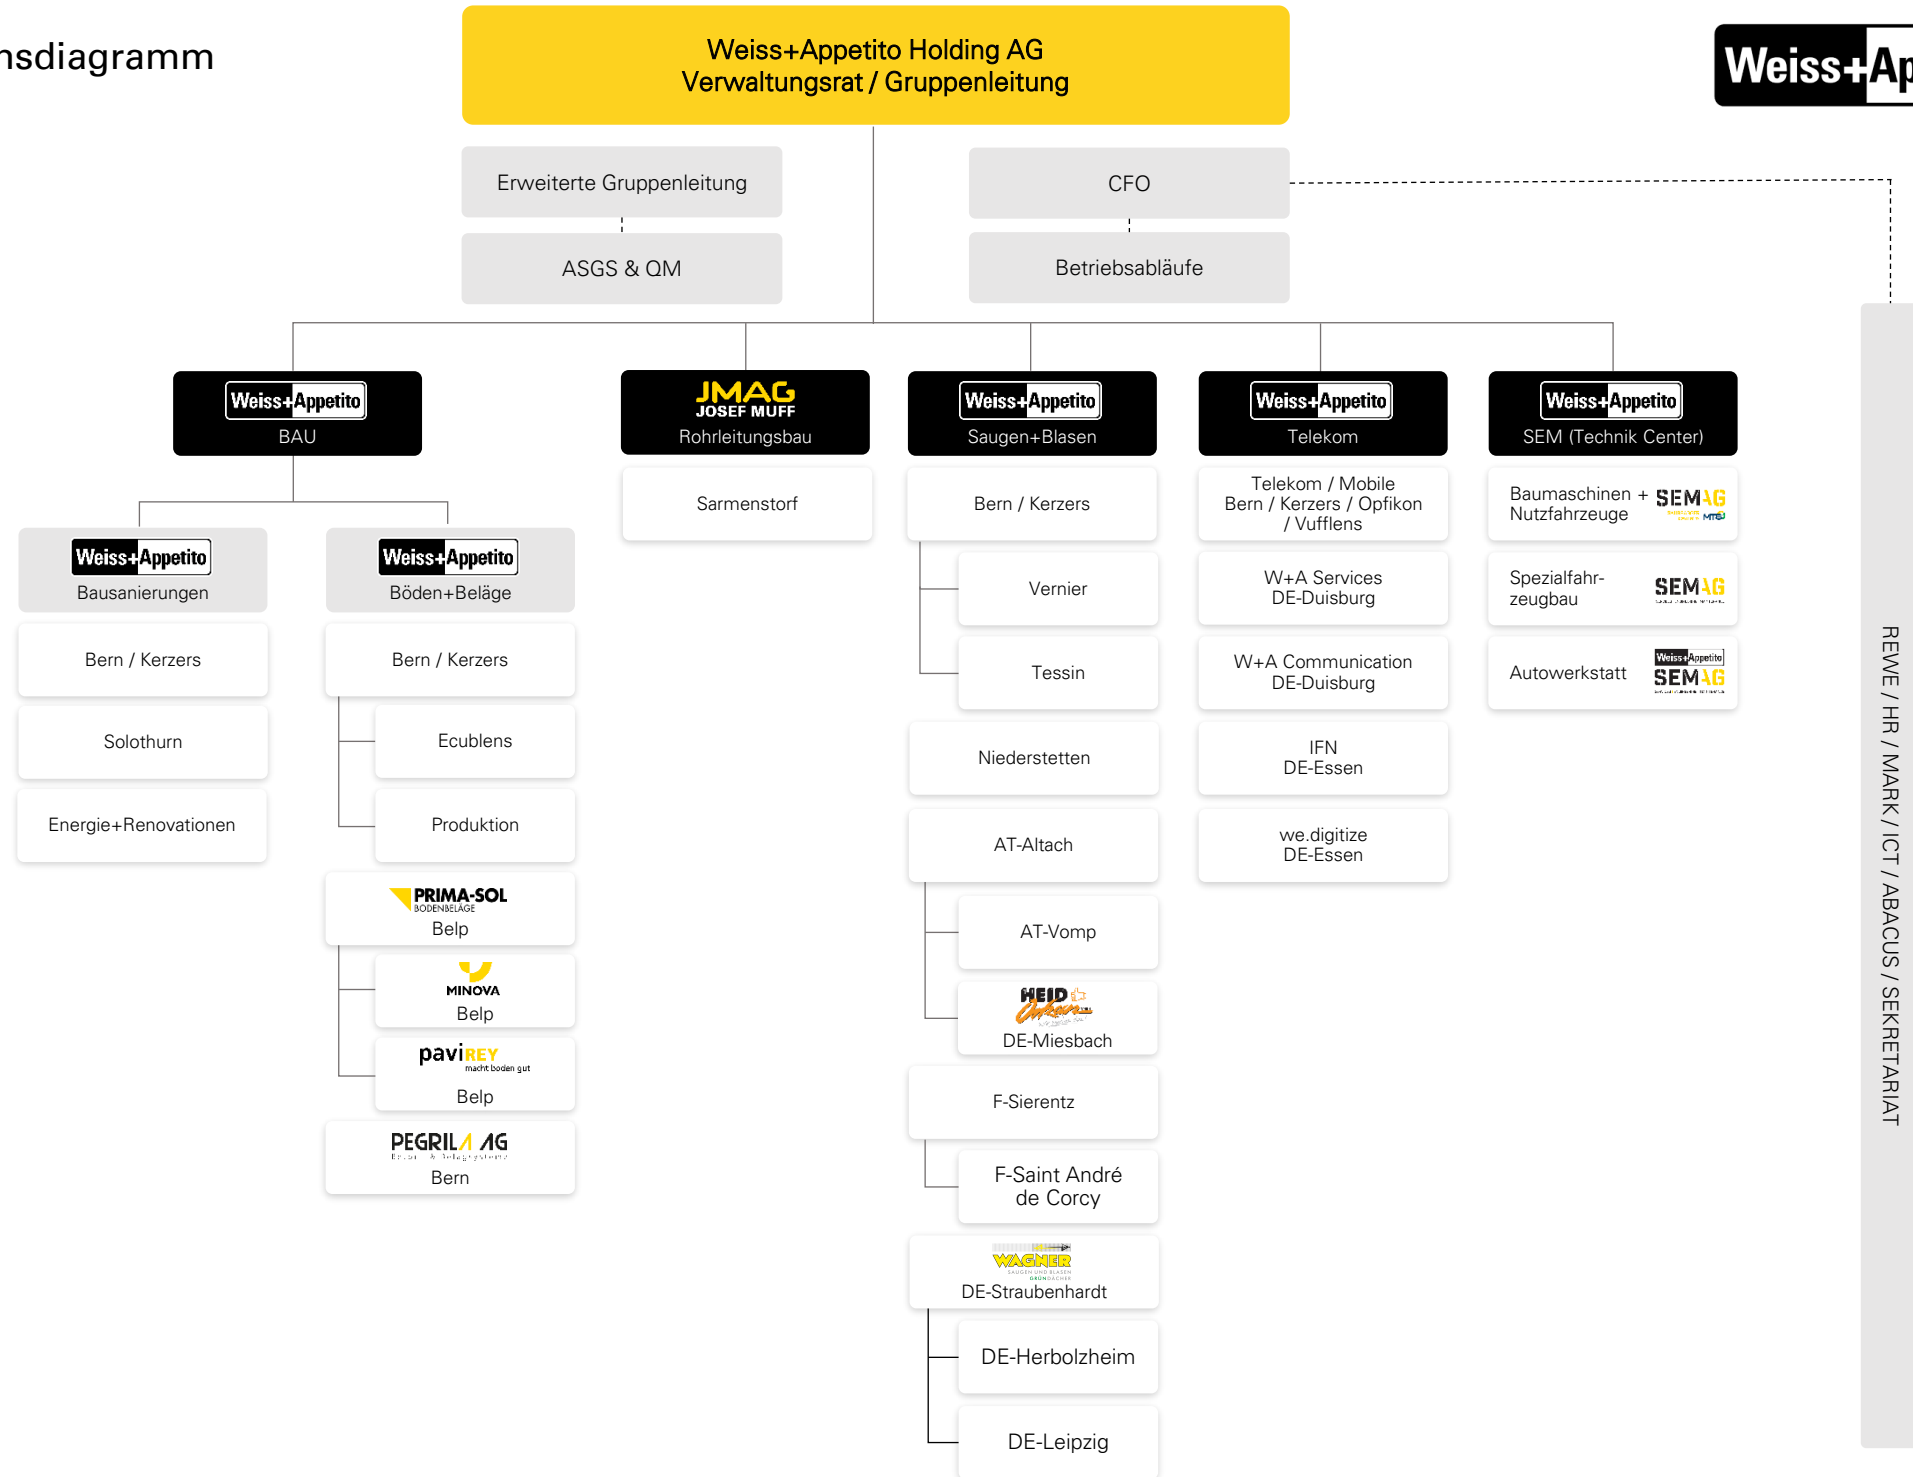 nsdiagramm
Weiss+Appetito Holding AG
Verwaltungsrat / Gruppenleitung
Weiss+Ap
Erweiterte Gruppenleitung
CFO
ASGS & QM
Betriebsabläufe
Weiss+Appetito
BAU
JMAG
JOSEF MUFF
Rohrleitungsbau
Weiss+Appetito
Saugen+Blasen
Weiss+Appetito
Telekom
Weiss+Appetito
SEM (Technik Center)
Weiss+Appetito
Bausanierungen
Bern / Kerzers
Solothurn
Energie+Renovationen
Weiss+Appetito
Böden+Beläge
Bern / Kerzers
Ecublens
Produktion
PRIMA-SOL
BODENBELÄGE
Belp
MINOVA
Belp
paviREY
macht boden gut
Belp
PEGRILA AG
Bern
Sarmenstorf
Bern / Kerzers
Vernier
Tessin
Niederstetten
AT-Altach
AT-Vomp
HEID
DE-Miesbach
F-Sierentz
F-Saint André
de Corcy
WAGNER
SAUGEN UND BLASEN
GRÜNDÄCHER
DE-Straubenhardt
DE-Herbolzheim
DE-Leipzig
Telekom / Mobile
Bern / Kerzers / Opfikon
/ Vufflens
W+A Services
DE-Duisburg
W+A Communication
DE-Duisburg
IFN
DE-Essen
we.digitize
DE-Essen
Baumaschinen +
Nutzfahrzeuge
SEMAG
MTG
Spezialfahr-
zeugbau
SEMAG
Autowerkstatt
Weiss+Appetito
SEMAG
REWE / HR / MARK / ICT / ABACUS / SEKRETARIAT